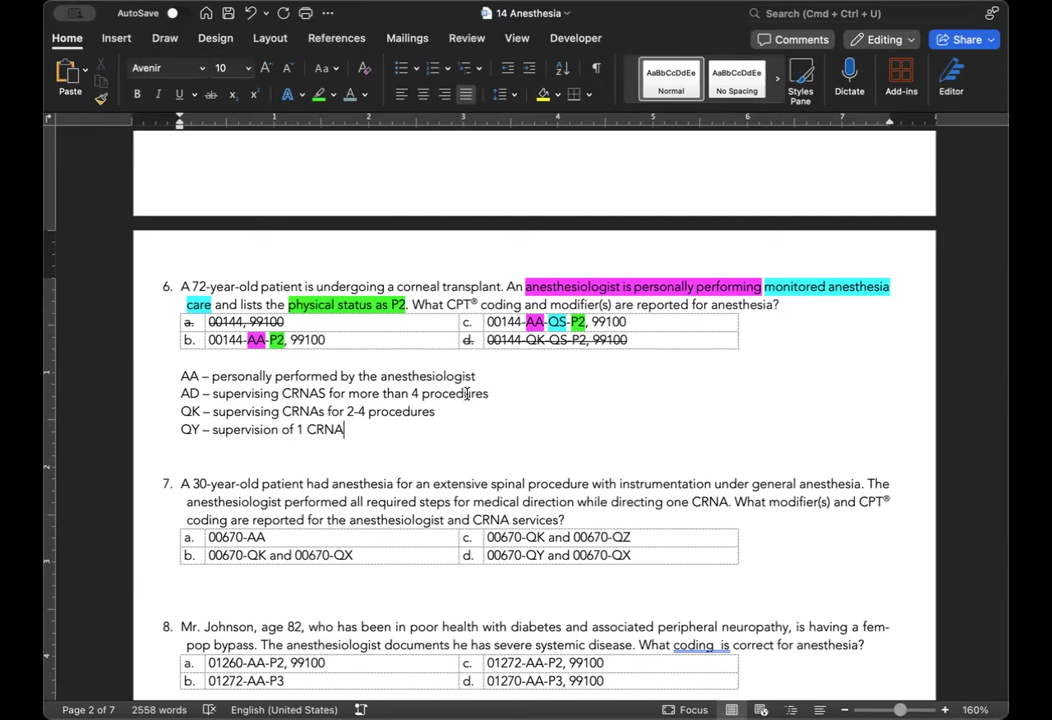 AutoSave
14 Anesthesia
Search (Cmd + Ctrl + U)
Home Insert Draw Design Layout References Mailings Review View Developer
Comments Editing Share
Paste
Avenir 10
AaBbCcDdEe
Normal
AaBbCcDdEe
No Spacing
Styles
Pane
Dictate
Add-ins
Editor
1 2 3 4 5 6 7
6. A 72-year-old patient is undergoing a corneal transplant. An anesthesiologist is personally performing monitored anesthesia
care and lists the physical status as P2. What CPT® coding and modifier(s) are reported for anesthesia?
a. 00144, 99100 c. 00144-AA-QS-P2, 99100
b. 00144-AA-P2, 99100 d. 00144-QK-QS-P2, 99100
AA – personally performed by the anesthesiologist
AD – supervising CRNAS for more than 4 procedures
QK – supervising CRNAs for 2-4 procedures
QY – supervision of 1 CRNA
7. A 30-year-old patient had anesthesia for an extensive spinal procedure with instrumentation under general anesthesia. The
anesthesiologist performed all required steps for medical direction while directing one CRNA. What modifier(s) and CPT®
coding are reported for the anesthesiologist and CRNA services?
a. 00670-AA c. 00670-QK and 00670-QZ
b. 00670-QK and 00670-QX d. 00670-QY and 00670-QX
8. Mr. Johnson, age 82, who has been in poor health with diabetes and associated peripheral neuropathy, is having a fem-
pop bypass. The anesthesiologist documents he has severe systemic disease. What coding is correct for anesthesia?
a. 01260-AA-P2, 99100 c. 01272-AA-P2, 99100
b. 01272-AA-P3 d. 01270-AA-P3, 99100
Page 2 of 7 2558 words English (United States) Focus 160%